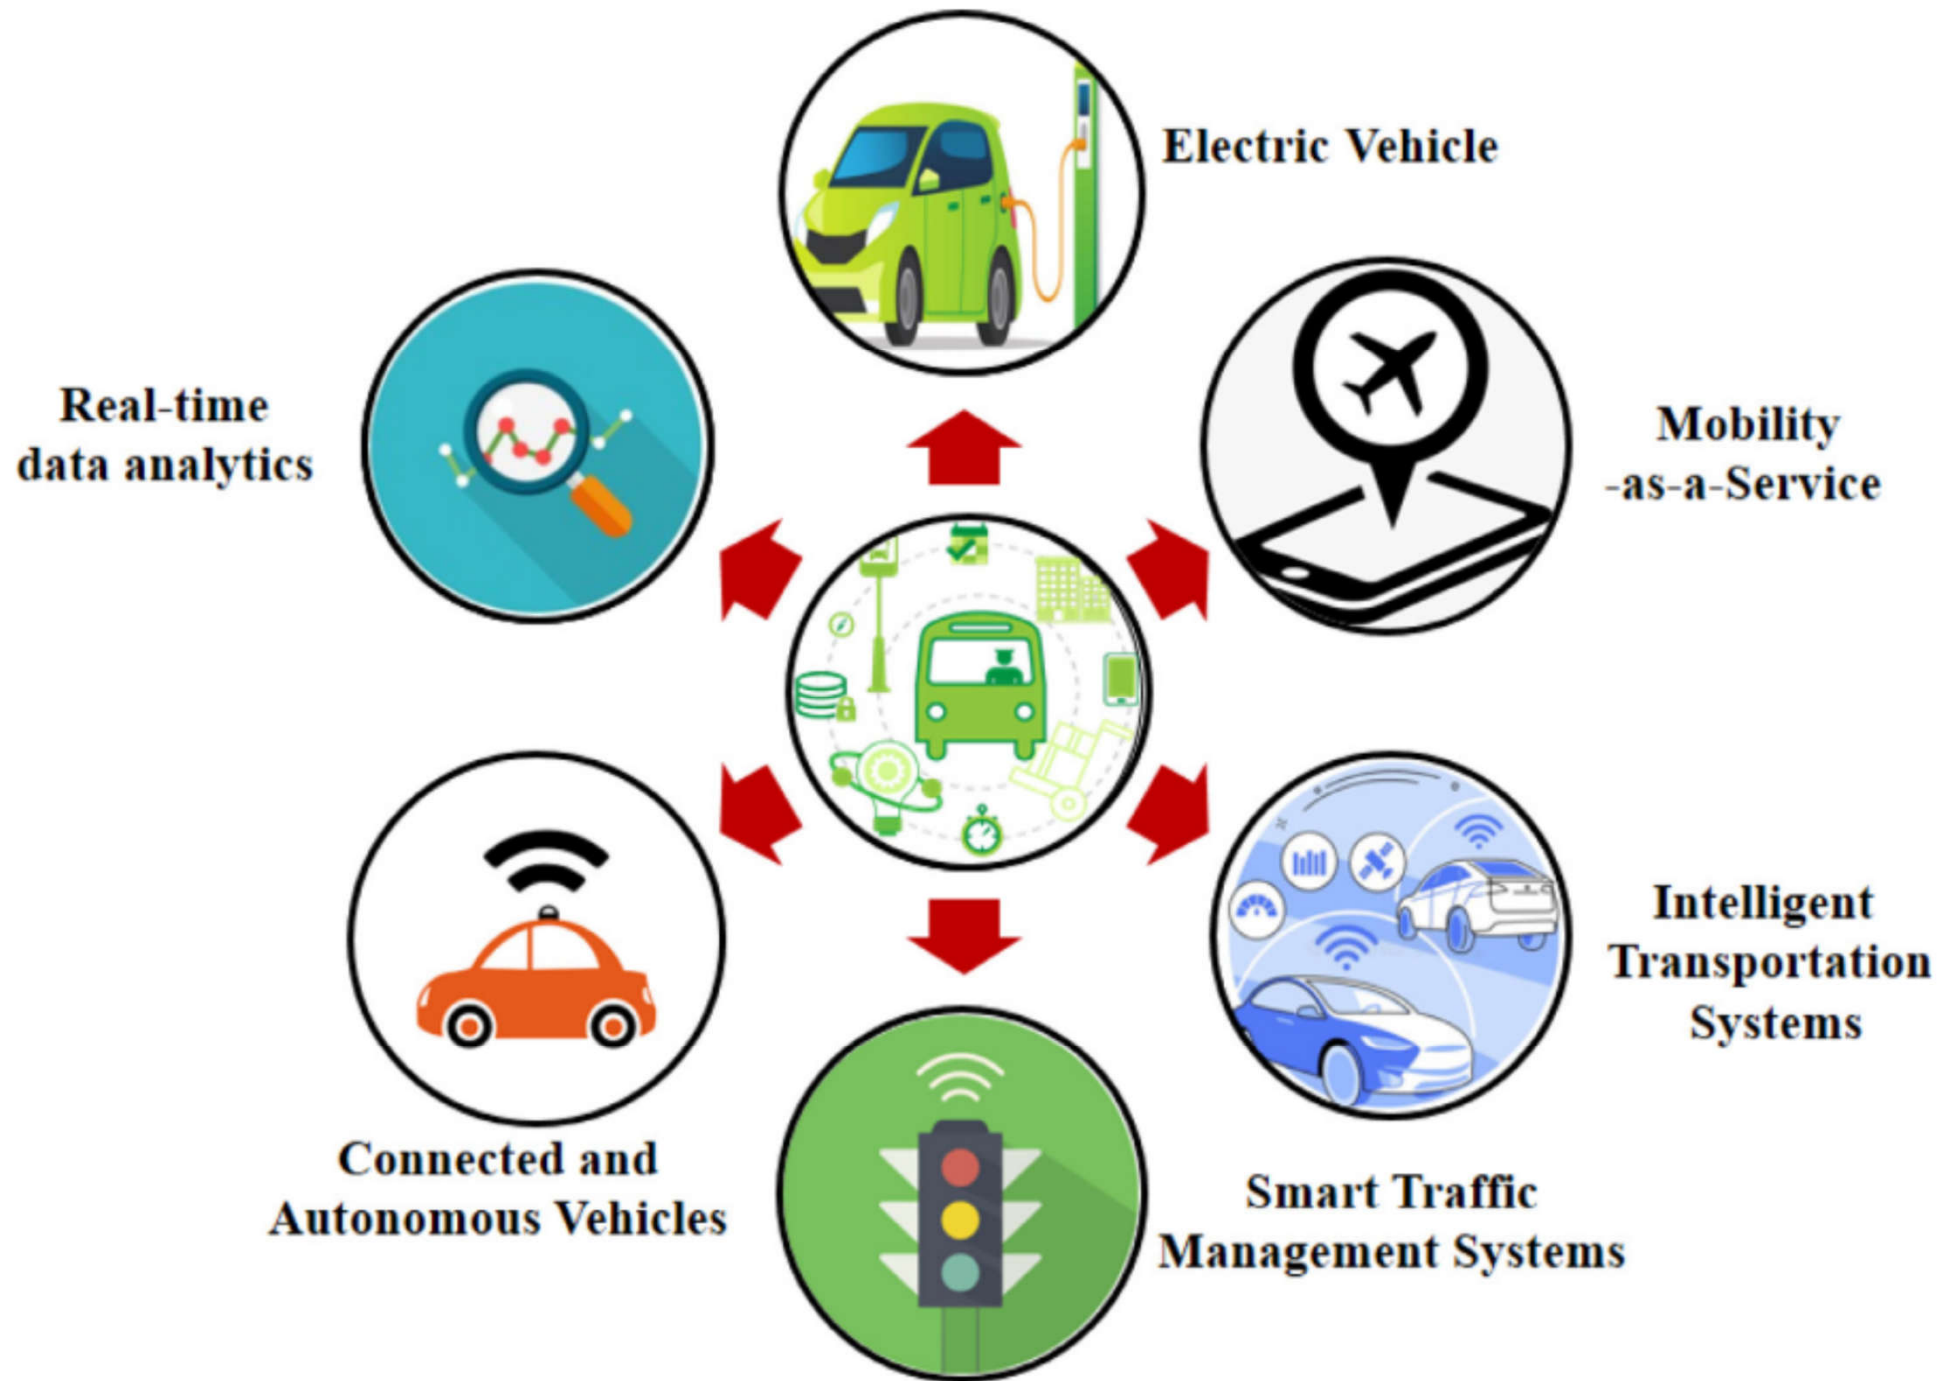 Electric Vehicle
Mobility
-as-a-Service
Intelligent
Transportation
Systems
Smart Traffic
Management Systems
Connected and
Autonomous Vehicles
Real-time
data analytics